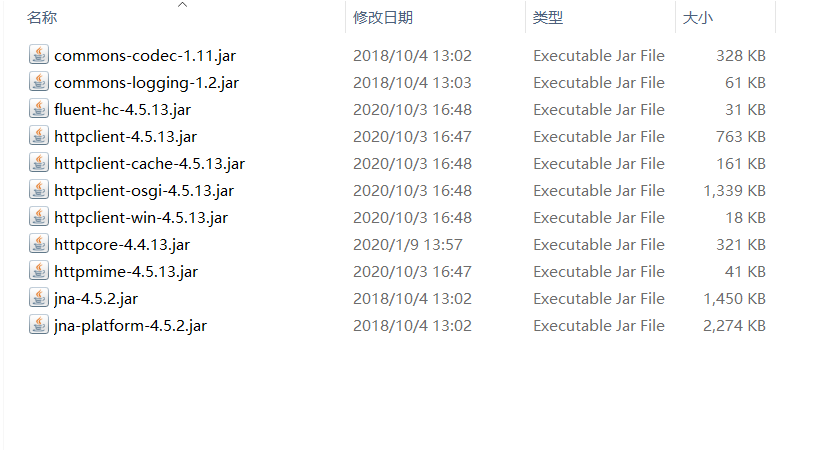 名称 修改日期 类型 大小
commons-codec-1.11.jar 2018/10/4 13:02 Executable Jar File 328 KB
commons-logging-1.2.jar 2018/10/4 13:03 Executable Jar File 61 KB
fluent-hc-4.5.13.jar 2020/10/3 16:48 Executable Jar File 31 KB
httpclient-4.5.13.jar 2020/10/3 16:47 Executable Jar File 763 KB
httpclient-cache-4.5.13.jar 2020/10/3 16:48 Executable Jar File 161 KB
httpclient-osgi-4.5.13.jar 2020/10/3 16:48 Executable Jar File 1,339 KB
httpclient-win-4.5.13.jar 2020/10/3 16:48 Executable Jar File 18 KB
httpcore-4.4.13.jar 2020/1/9 13:57 Executable Jar File 321 KB
httpmime-4.5.13.jar 2020/10/3 16:47 Executable Jar File 41 KB
jna-4.5.2.jar 2018/10/4 13:02 Executable Jar File 1,450 KB
jna-platform-4.5.2.jar 2018/10/4 13:02 Executable Jar File 2,274 KB